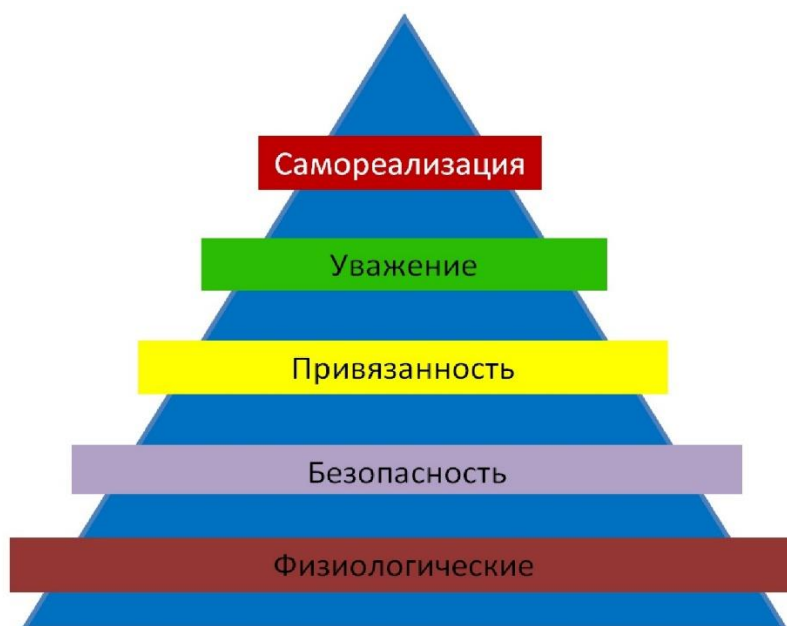 Самореализация
Уважение
Привязанность
Безопасность
Физиологические